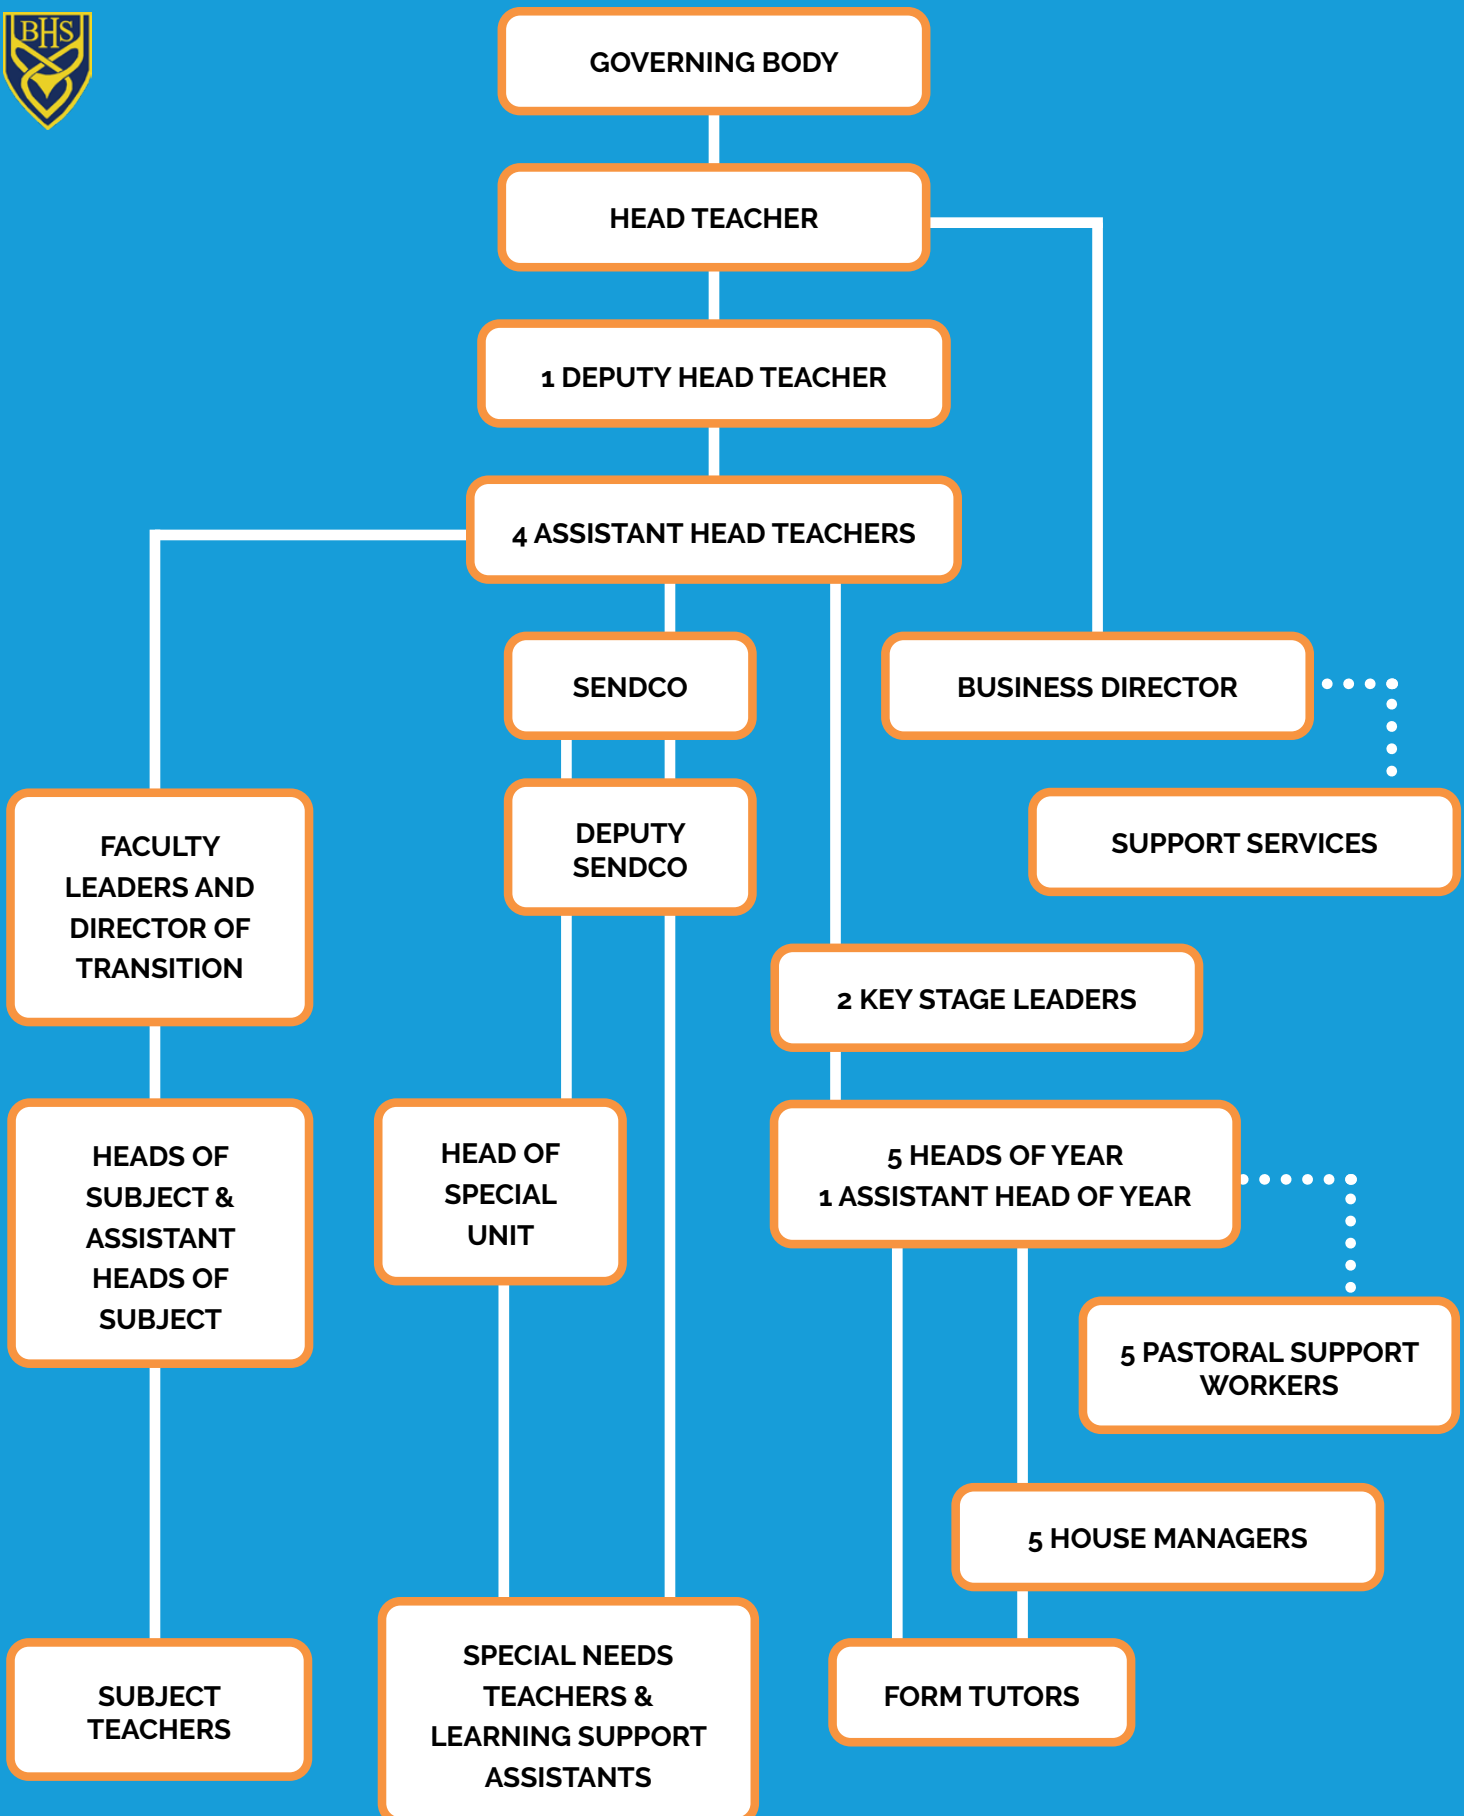 BHS
GOVERNING BODY
HEAD TEACHER
1 DEPUTY HEAD TEACHER
4 ASSISTANT HEAD TEACHERS
SENDCO
BUSINESS DIRECTOR
DEPUTY
SENDCO
SUPPORT SERVICES
FACULTY
LEADERS AND
DIRECTOR OF
TRANSITION
2 KEY STAGE LEADERS
HEADS OF
SUBJECT &
ASSISTANT
HEADS OF
SUBJECT
HEAD OF
SPECIAL
UNIT
5 HEADS OF YEAR
1 ASSISTANT HEAD OF YEAR
5 PASTORAL SUPPORT
WORKERS
5 HOUSE MANAGERS
SUBJECT
TEACHERS
SPECIAL NEEDS
TEACHERS &
LEARNING SUPPORT
ASSISTANTS
FORM TUTORS